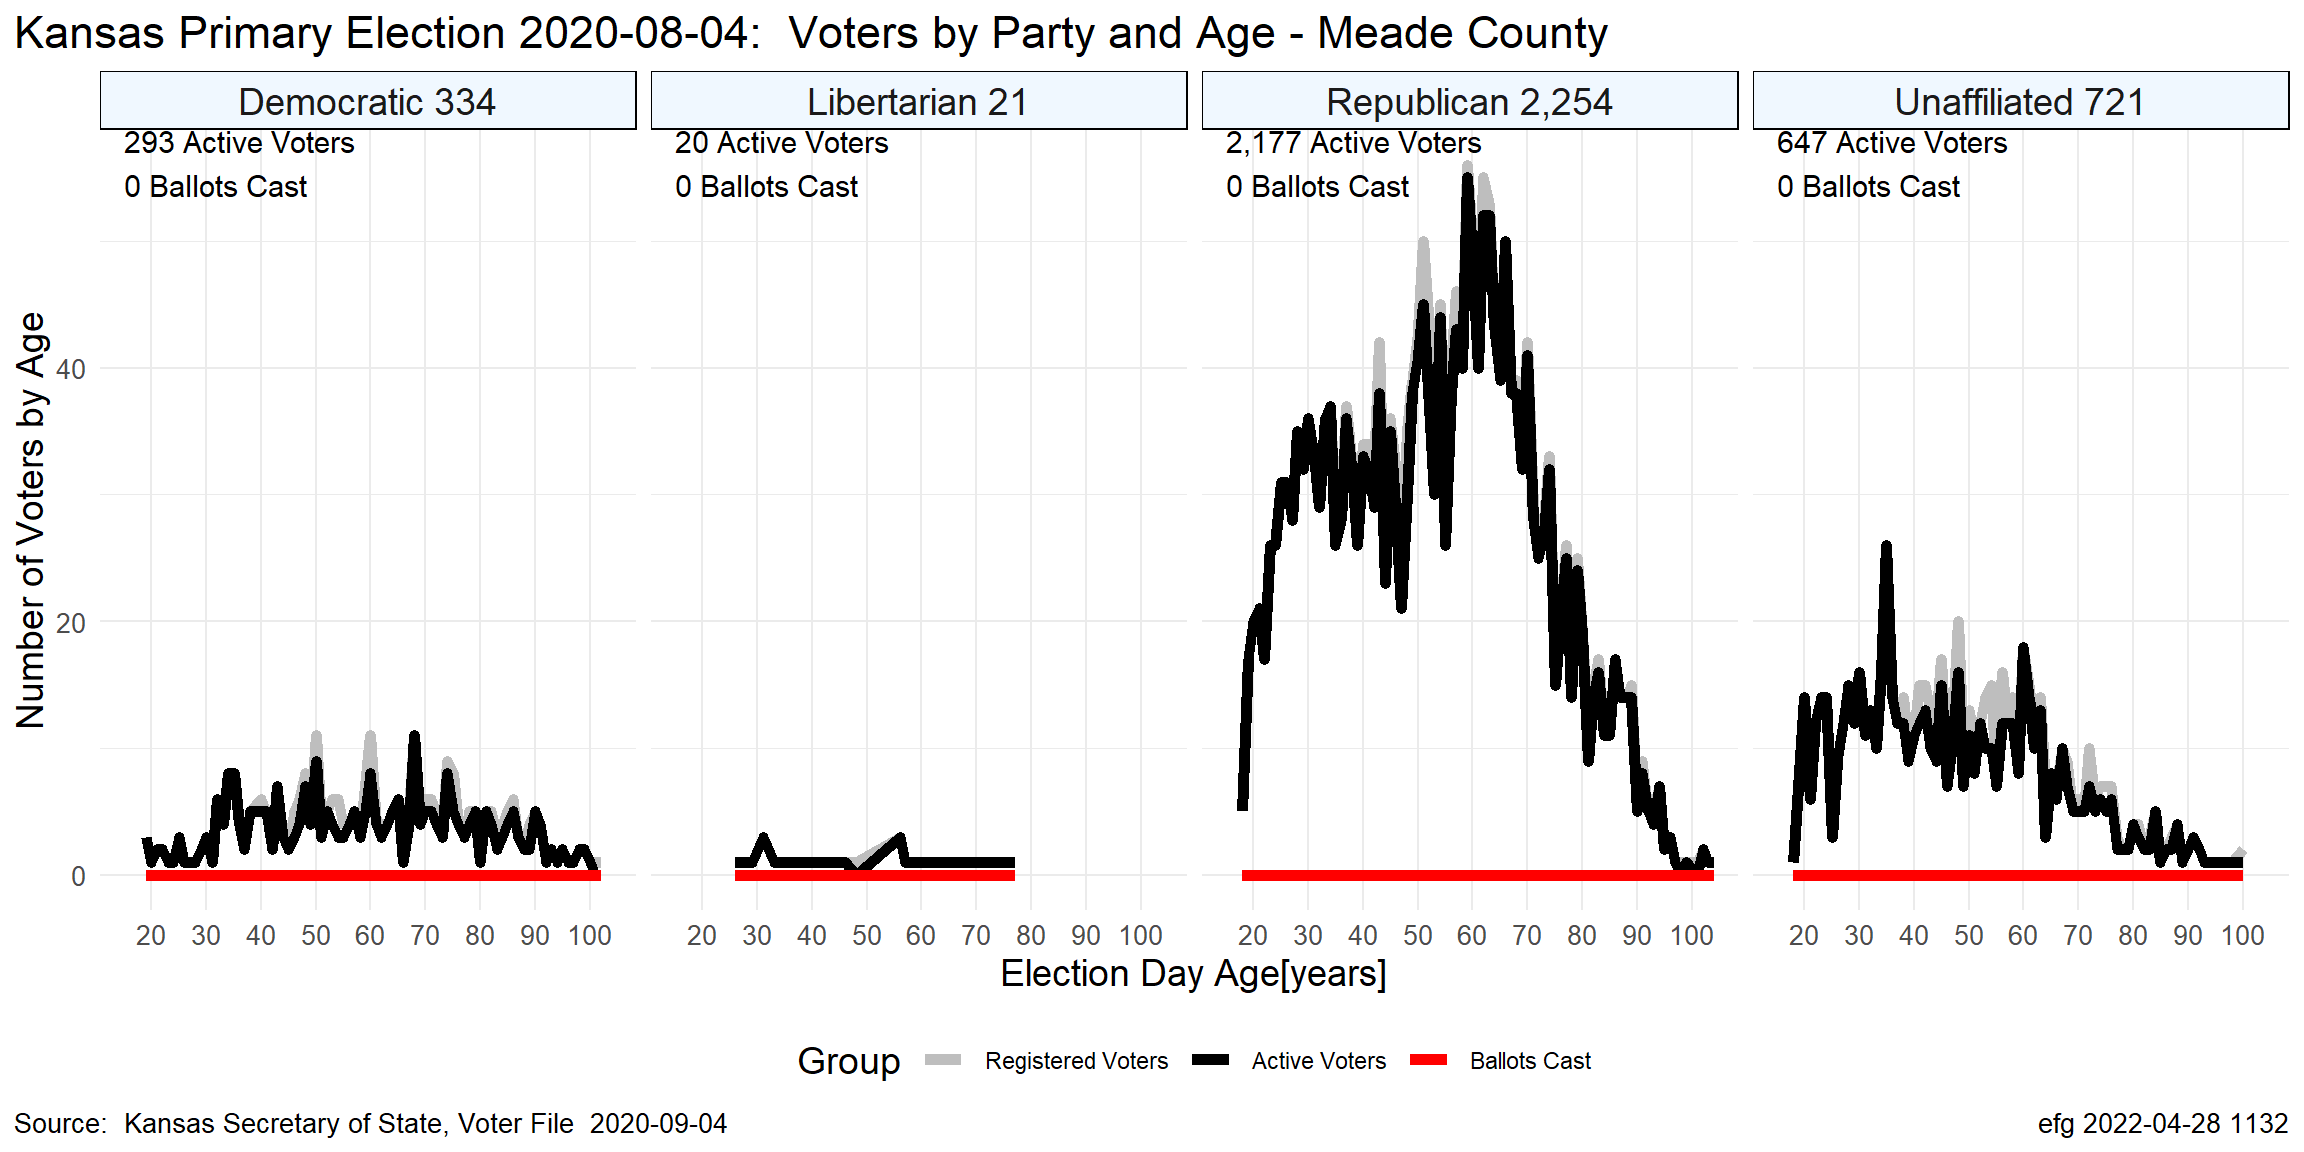 Kansas Primary Election 2020-08-04:  Voters by Party and Age - Meade County
Democratic 334
Libertarian 21
Republican 2,254
Unaffiliated 721
293 Active Voters
0 Ballots Cast
20 Active Voters
0 Ballots Cast
2,177 Active Voters
0 Ballots Cast
647 Active Voters
0 Ballots Cast
Number of Voters by Age
40
20
0
20 30 40 50 60 70 80 90 100
20 30 40 50 60 70 80 90 100
20 30 40 50 60 70 80 90 100
20 30 40 50 60 70 80 90 100
Election Day Age[years]
Group Registered Voters Active Voters Ballots Cast
Source:  Kansas Secretary of State, Voter File  2020-09-04
efg 2022-04-28 1132